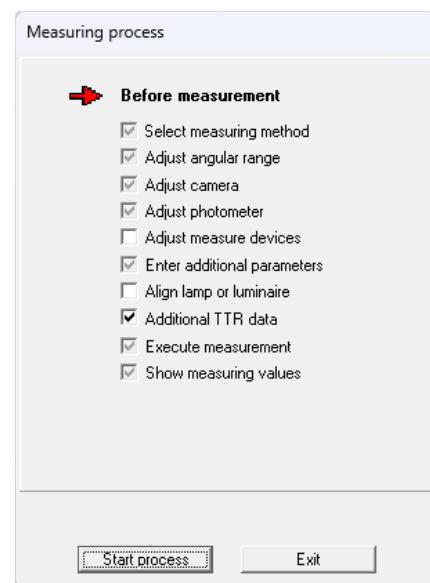 Measuring process
Before measurement
Select measuring method
Adjust angular range
Adjust camera
Adjust photometer
Adjust measure devices
Enter additional parameters
Align lamp or luminaire
Additional TTR data
Execute measurement
Show measuring values
Start process
Exit